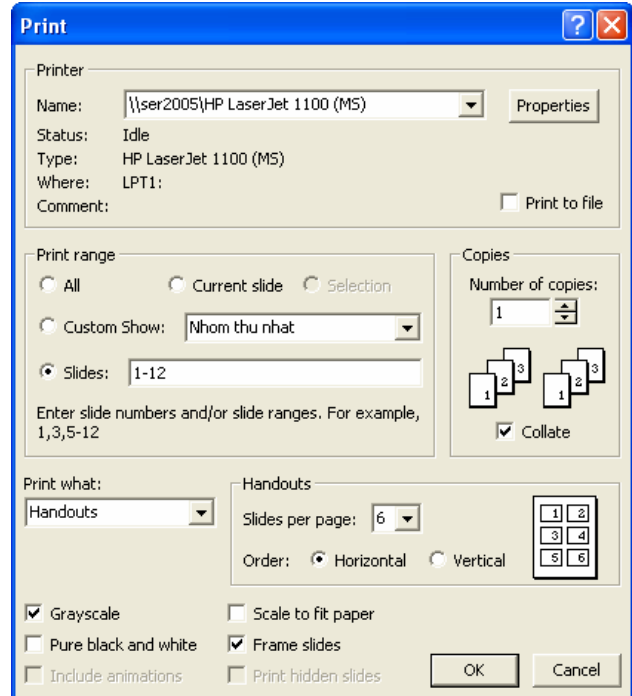 Print
Printer
Name: \\ser2005\HP LaserJet 1100 (MS) Properties
Status: Idle
Type: HP LaserJet 1100 (MS)
Where: LPT1:
Comment: Print to file
Print range
All Current slide Selection
Custom Show: Nhom thu nhat
Slides: 1-12
Enter slide numbers and/or slide ranges. For example,
1,3,5-12
Copies
Number of copies:
1
1 2 3 1 2 3
Collate
Print what:
Handouts
Handouts
Slides per page: 6
Order: Horizontal Vertical
1 2
3 4
5 6
Grayscale Scale to fit paper
Pure black and white Frame slides
Include animations Print hidden slides
OK Cancel